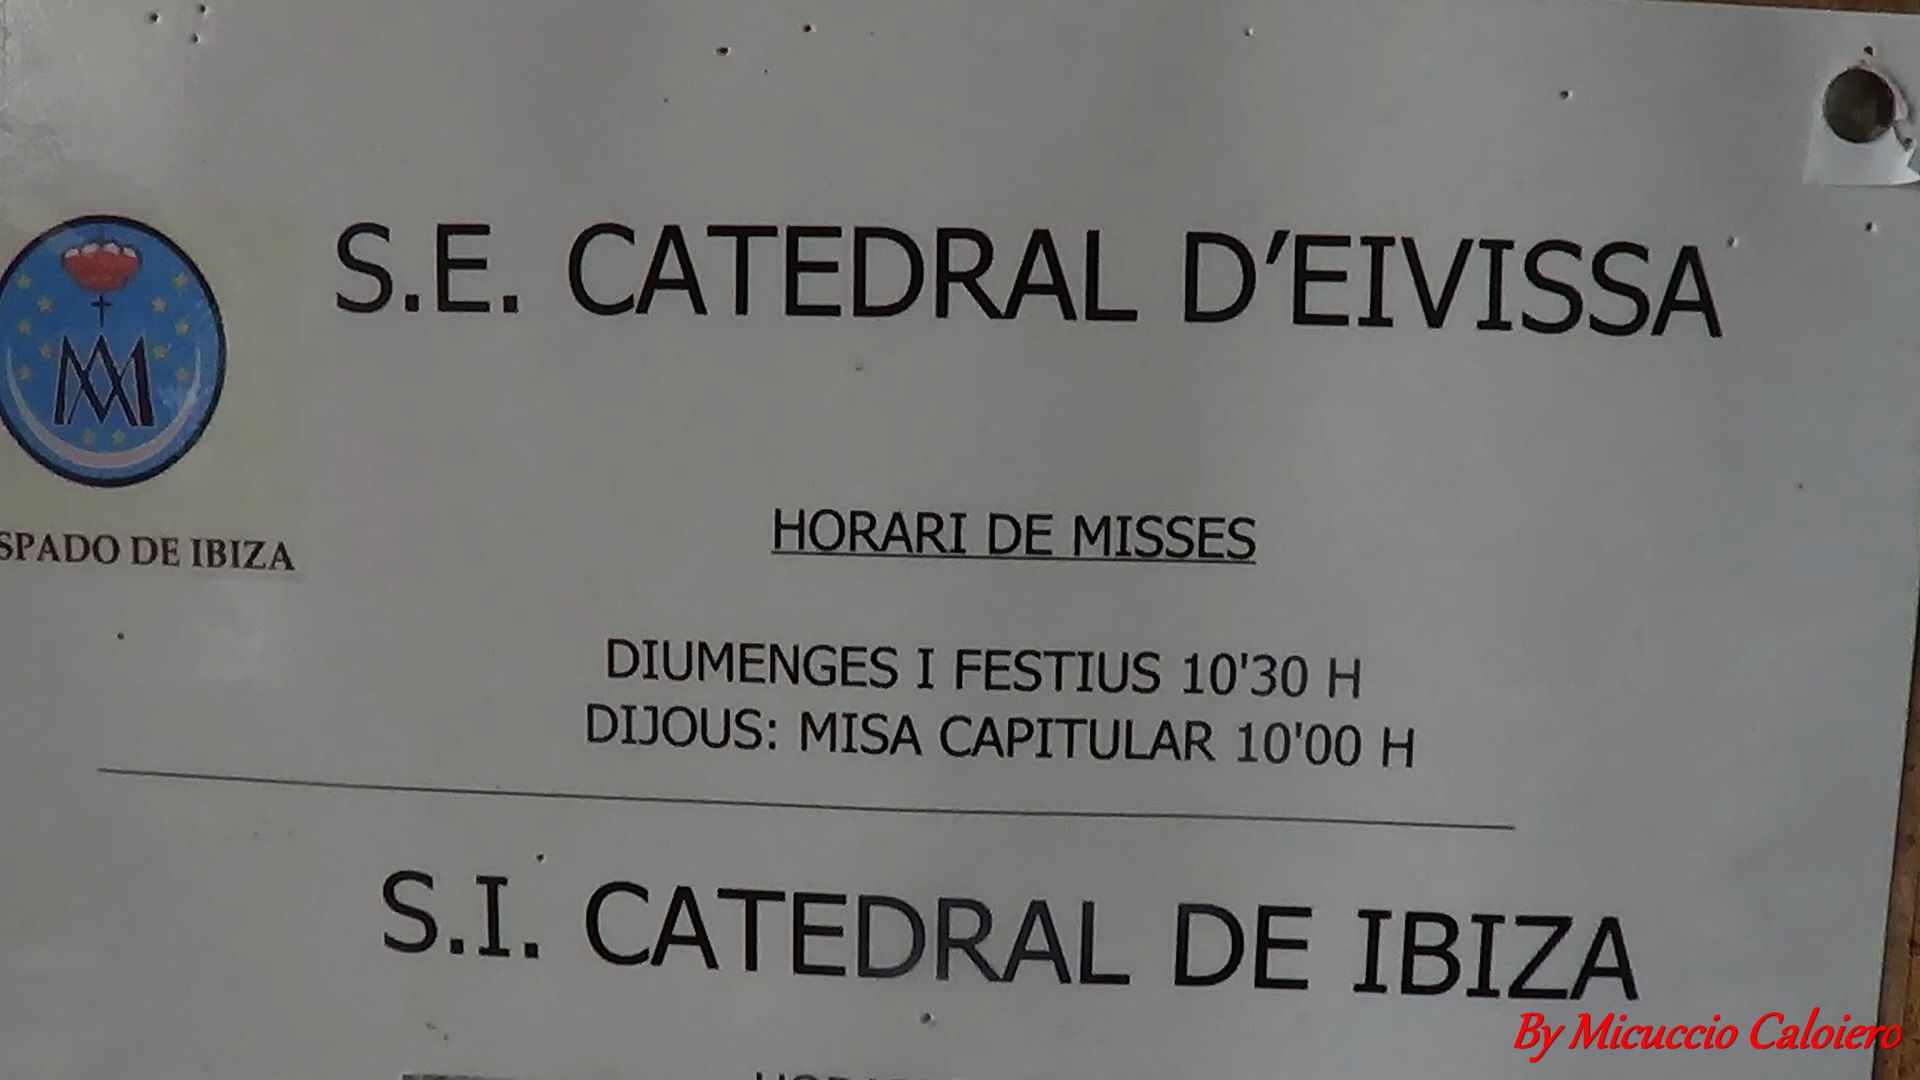 S.E. CATEDRAL D'EIVISSA
SPADO DE IBIZA
HORARI DE MISSES
DIUMENGES I FESTIUS 10'30 H
DIJOUS: MISA CAPITULAR 10'00 H
S.I. CATEDRAL DE IBIZA
By Micuccio Caloiero